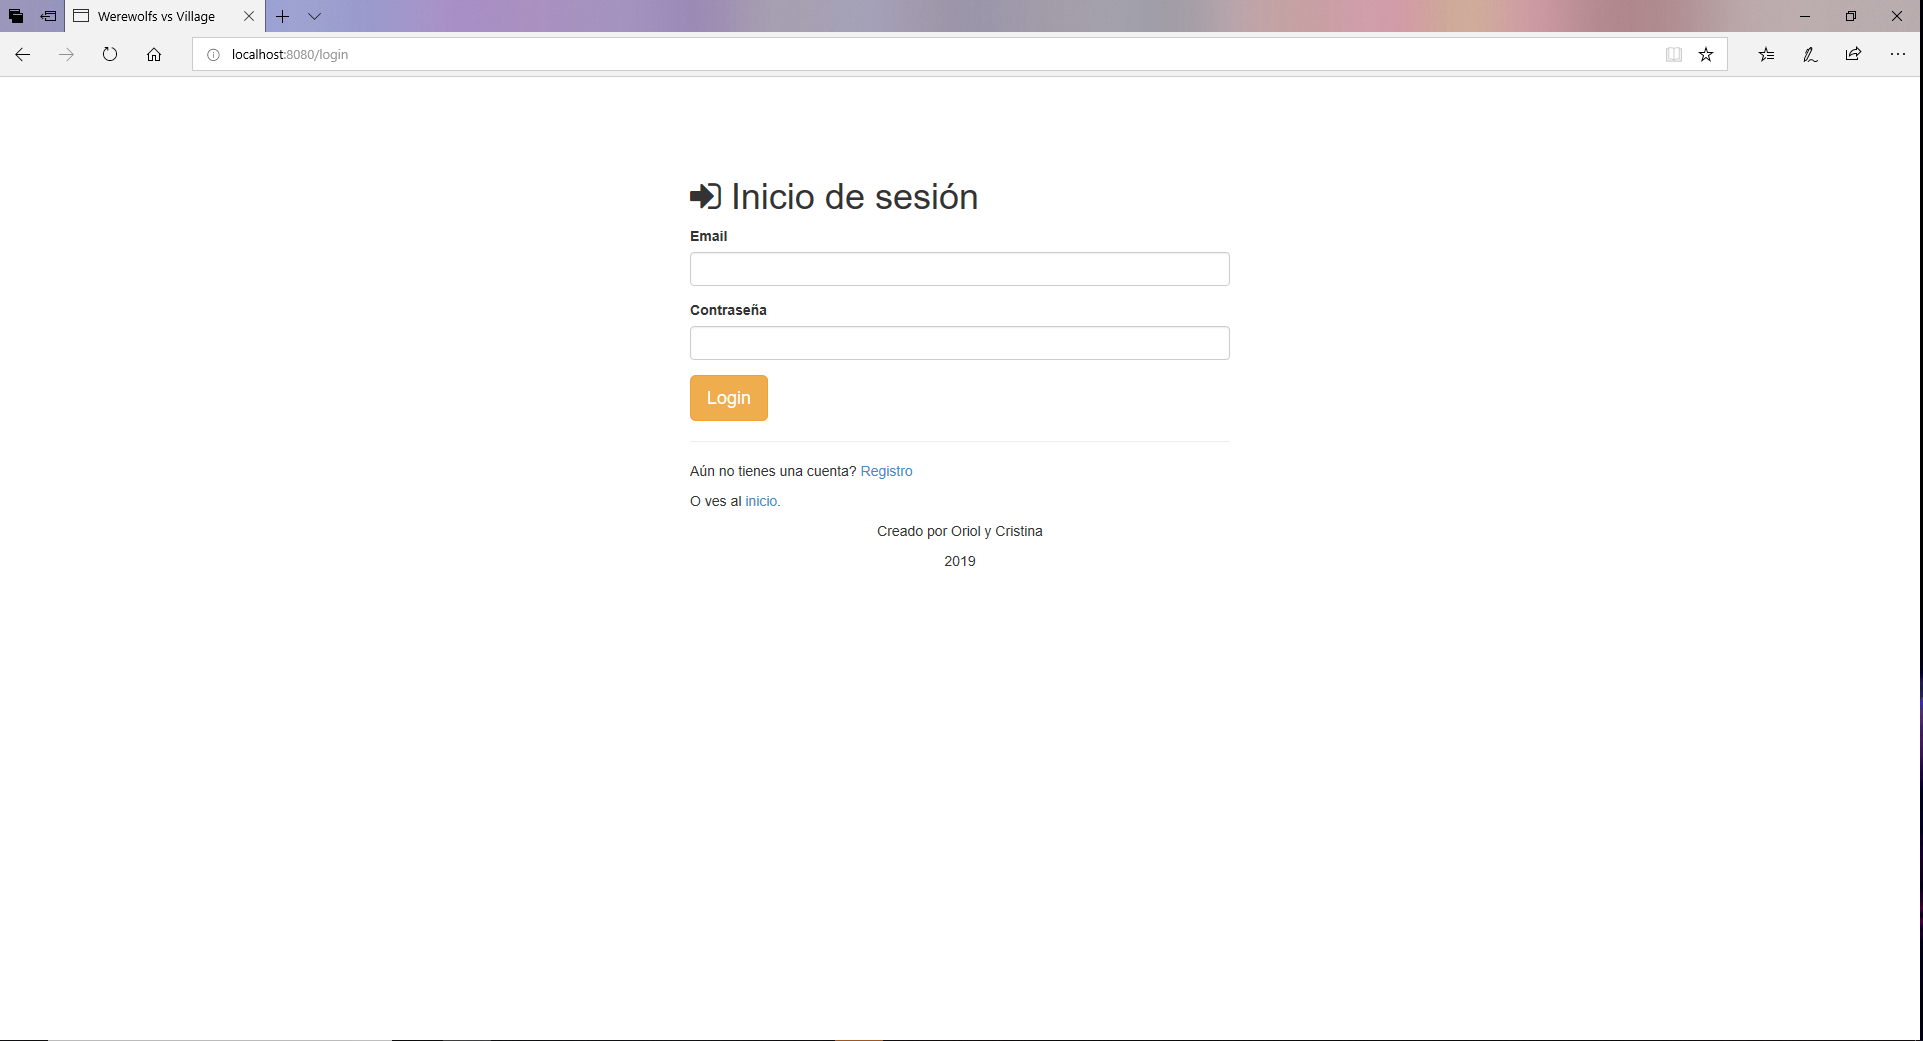 Werewolfs vs Village
localhost:8080/login
Inicio de sesión
Email
Contraseña
Login
Aún no tienes una cuenta? Registro
O ves al inicio.
Creado por Oriol y Cristina
2019